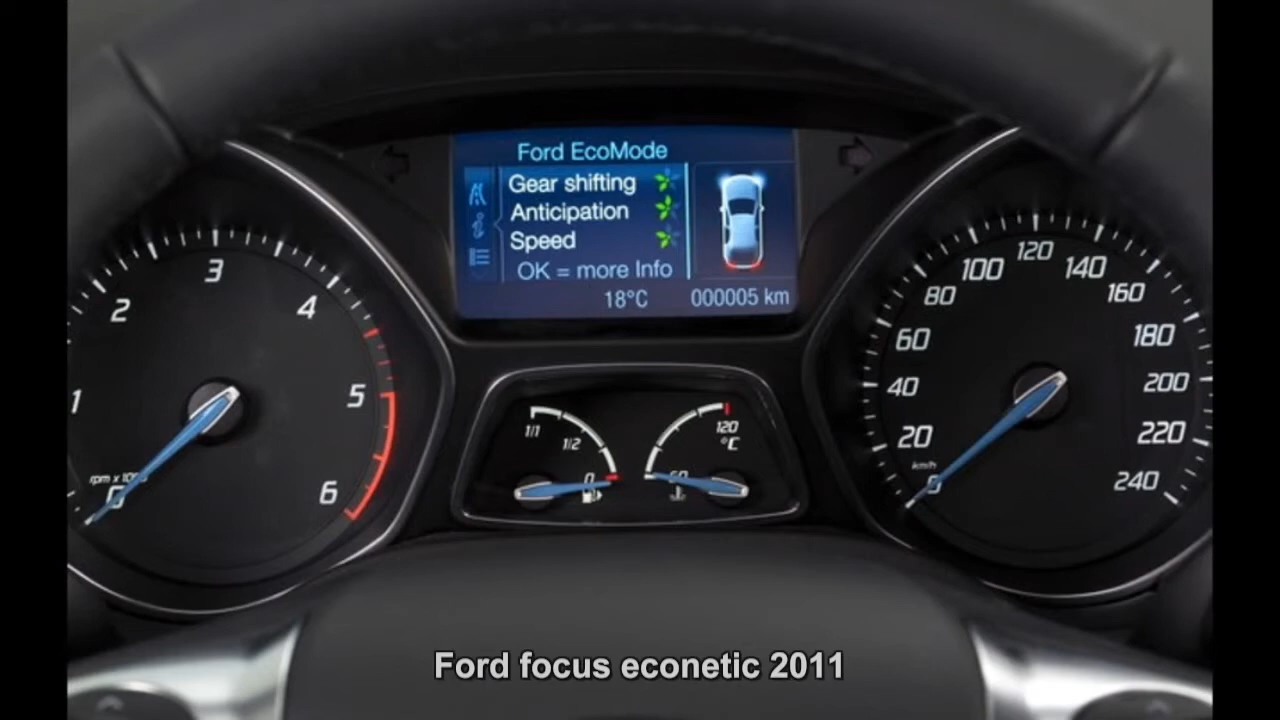 Ford EcoMode
Gear shifting
Anticipation
Speed
OK = more Info
18°C 000005 km
0
1
2
3
4
5
6
1/1
1/2
0
60
120
°C
km/h
0
20
40
60
80
100
120
140
160
180
200
220
240
Ford focus econetic 2011